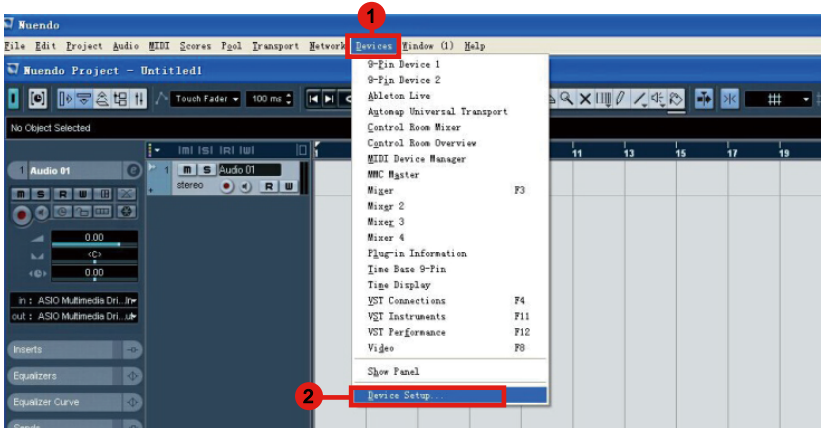 1
Nuendo
File Edit Project Audio MIDI Scores Pool Transport Network Devices Window (1) Help
Nuendo Project - Untitled1
Touch Fader 100 ms
No Object Selected
11 13 15 17 19
1 Audio 01
M S R W
0.00
<C>
0.00
in : ASIO Multimedia Dri...In
out : ASIO Multimedia Dri...ut
Inserts
Equalizers
Equalizer Curve
Sends
1 M S Audio 01
stereo R W
9-Pin Device 1
9-Pin Device 2
Ableton Live
Automap Universal Transport
Control Room Mixer
Control Room Overview
MIDI Device Manager
MMC Master
Mixer F3
Mixer 2
Mixer 3
Mixer 4
Plug-in Information
Time Base 9-Pin
Time Display
VST Connections F4
VST Instruments F11
VST Performance F12
Video F8
Show Panel
2
Device Setup...